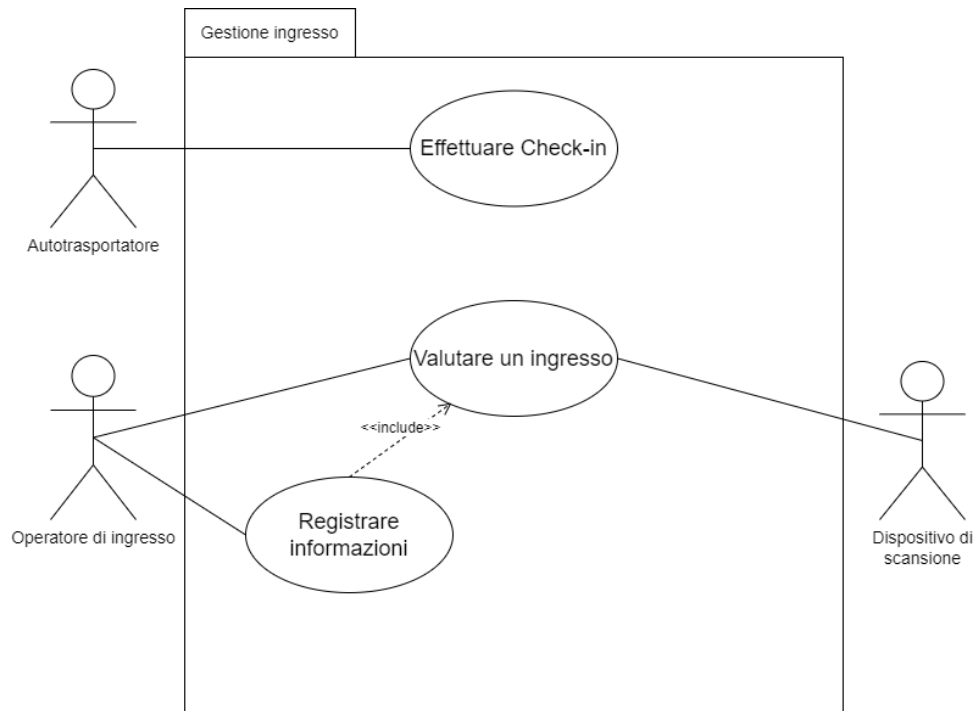 Gestione ingresso
Effettuare Check-in
Autotrasportatore
Valutare un ingresso
<<include>>
Registrare
informazioni
Operatore di ingresso
Dispositivo di
scansione